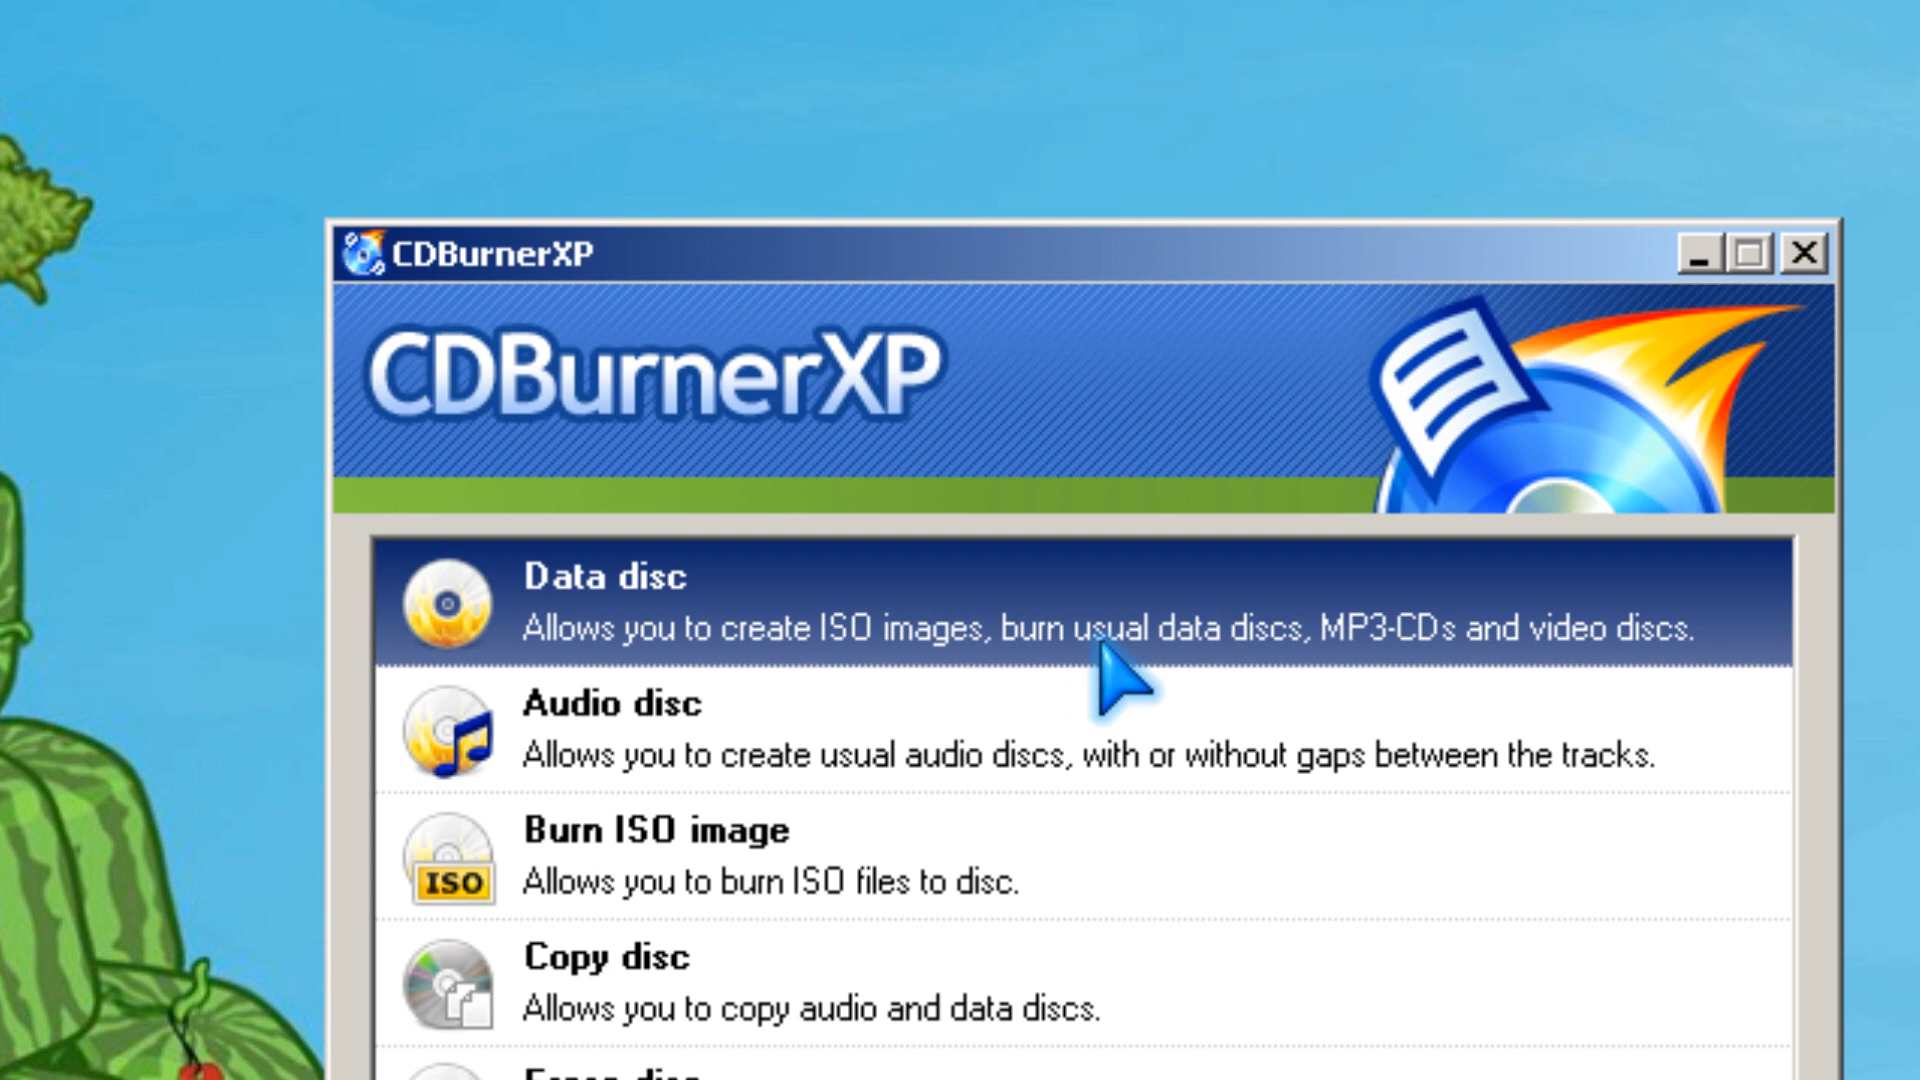 CDBurnerXP
CDBurnerXP
Data disc
Allows you to create ISO images, burn usual data discs, MP3-CDs and video discs.
Audio disc
Allows you to create usual audio discs, with or without gaps between the tracks.
Burn ISO image
ISO
Allows you to burn ISO files to disc.
Copy disc
Allows you to copy audio and data discs.